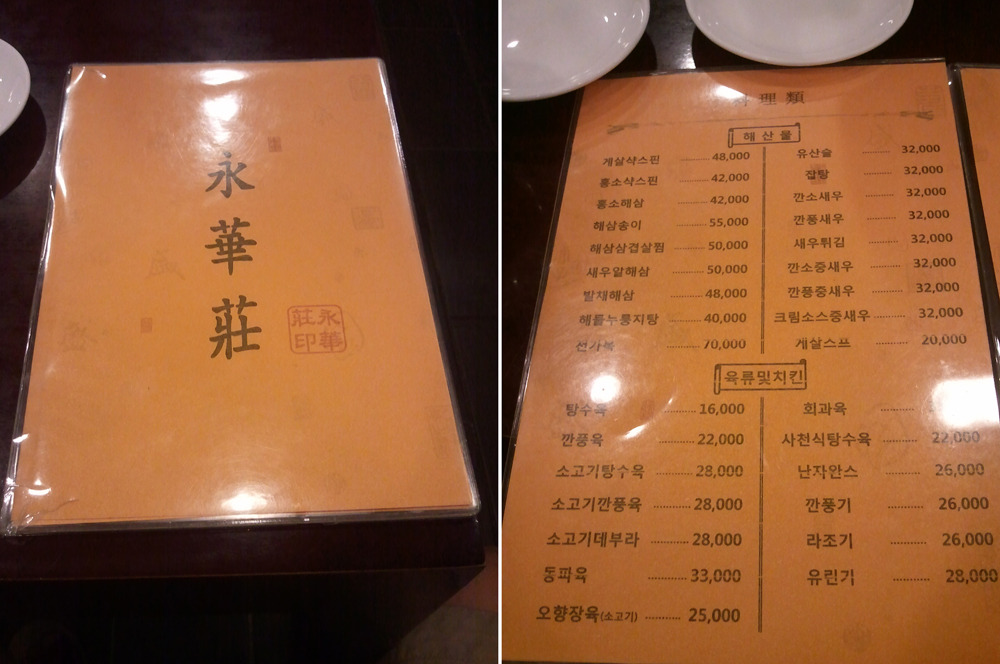 永
華
莊
永華
莊印
料理類
해산물
게살샥스핀 48,000
홍소샥스핀 42,000
홍소해삼 42,000
해삼송이 55,000
해삼삼겹살찜 50,000
새우알해삼 50,000
발채해삼 48,000
해물누룽지탕 40,000
전가복 70,000
유산슬 32,000
잡탕 32,000
깐소새우 32,000
깐풍새우 32,000
새우튀김 32,000
깐소중새우 32,000
깐풍중새우 32,000
크림소스중새우 32,000
게살스프 20,000
육류및치킨
탕수육 16,000
깐풍육 22,000
소고기탕수육 28,000
소고기깐풍육 28,000
소고기데부라 28,000
동파육 33,000
오향장육(소고기) 25,000
회과육
사천식탕수육 22,000
난자완스 26,000
깐풍기 26,000
라조기 26,000
유린기 28,000